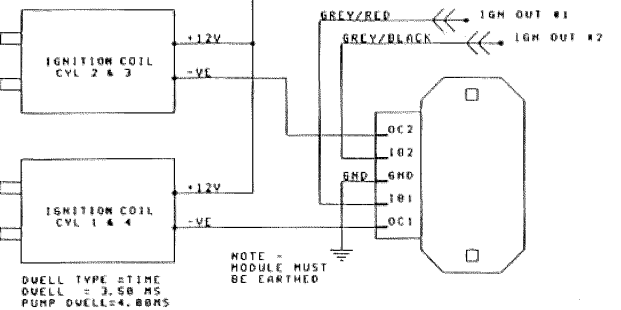 GREY/RED
IGN OUT #1
GREY/BLACK
IGN OUT #2
+12V
IGNITION COIL
CYL 2 & 3
-VE
OC2
IB2
GND
GND
+12V
IB1
IGNITION COIL
CYL 1 & 4
-VE
OC1
NOTE -
MODULE MUST
BE EARTHED
DWELL TYPE =TIME
DWELL = 3.50 MS
PUMP DWELL=4.00MS